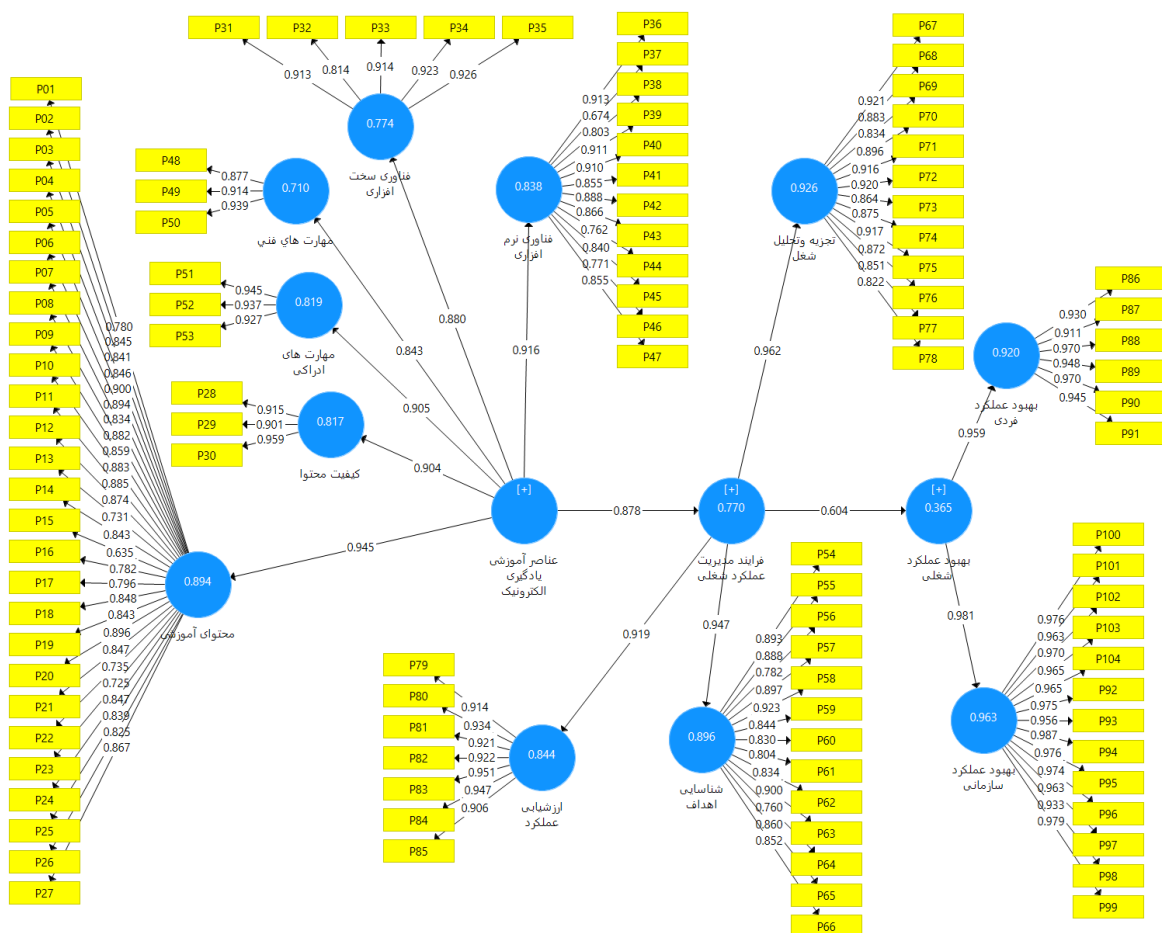 P31
P32
P33
P34
P35
0.913
0.814
0.914
0.923
0.926
0.774
فناوری سخت
افزاری
P36
P37
P38
P39
P40
P41
P42
P43
P44
P45
P46
P47
0.913
0.674
0.803
0.911
0.910
0.855
0.888
0.866
0.762
0.840
0.771
0.855
0.838
فناوری نرم
افزاری
P67
P68
P69
P70
P71
P72
P73
P74
P75
P76
P77
P78
0.921
0.883
0.834
0.896
0.916
0.920
0.864
0.875
0.917
0.872
0.851
0.822
0.926
تجزیه وتحلیل
شغل
P48
P49
P50
0.877
0.914
0.939
0.710
مهارت هاي فني
P51
P52
P53
0.945
0.937
0.927
0.819
مهارت های
ادراکی
P28
P29
P30
0.915
0.901
0.959
0.817
کیفیت محتوا
P01
P02
P03
P04
P05
P06
P07
P08
P09
P10
P11
P12
P13
P14
P15
P16
P17
P18
P19
P20
P21
P22
P23
P24
P25
P26
P27
0.780
0.845
0.841
0.846
0.900
0.894
0.834
0.882
0.859
0.883
0.885
0.874
0.731
0.843
0.635
0.782
0.796
0.848
0.843
0.896
0.847
0.735
0.725
0.847
0.839
0.825
0.867
0.894
محتوای آموزشی
0.880
0.843
0.905
0.904
0.945
0.916
[+]
عناصر آموزشی
یادگیری
الکترونیک
0.878
[+]
0.770
فرایند مدیریت
عملکرد شغلی
0.962
0.947
0.919
0.604
[+]
0.365
بهبود عملکرد
شغلی
0.959
0.981
P86
P87
P88
P89
P90
P91
0.930
0.911
0.970
0.948
0.970
0.945
0.920
بهبود عملکرد
فردی
P100
P101
P102
P103
P104
P92
P93
P94
P95
P96
P97
P98
P99
0.976
0.963
0.970
0.965
0.965
0.975
0.956
0.987
0.976
0.974
0.963
0.933
0.979
0.963
بهبود عملکرد
سازمانی
P54
P55
P56
P57
P58
P59
P60
P61
P62
P63
P64
P65
P66
0.893
0.888
0.782
0.897
0.923
0.844
0.830
0.804
0.834
0.900
0.760
0.860
0.852
0.896
شناسایی
اهداف
P79
P80
P81
P82
P83
P84
P85
0.914
0.934
0.921
0.922
0.951
0.947
0.906
0.844
ارزشیابی
عملکرد